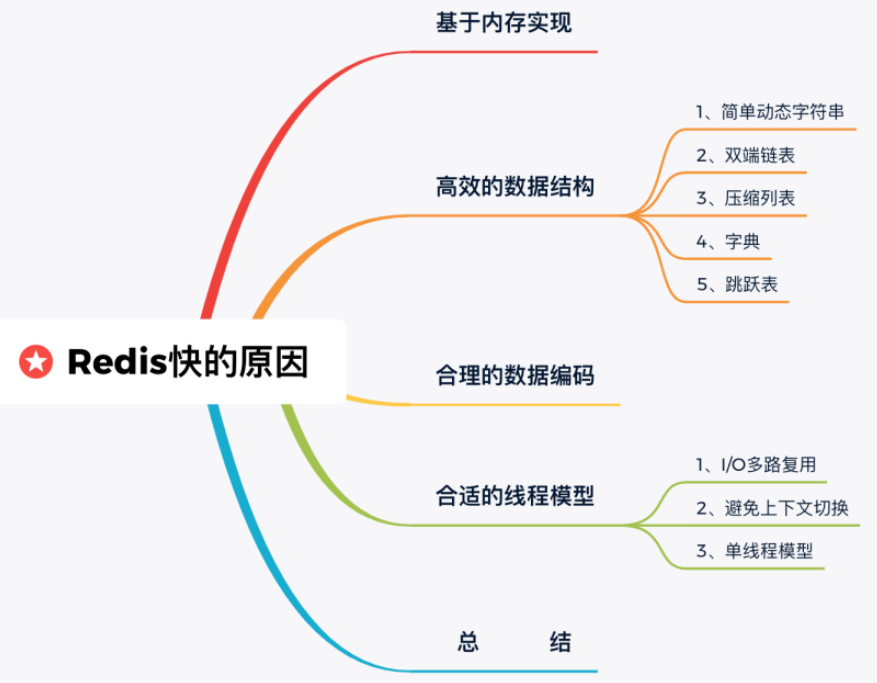 Redis快的原因
基于内存实现
高效的数据结构
1、简单动态字符串
2、双端链表
3、压缩列表
4、字典
5、跳跃表
合理的数据编码
合适的线程模型
1、I/O多路复用
2、避免上下文切换
3、单线程模型
总 结